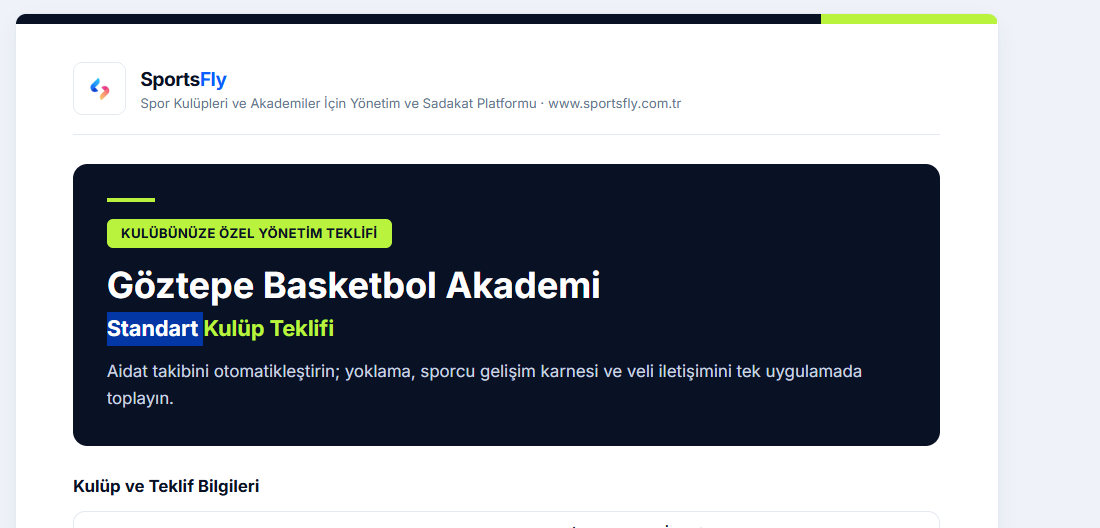 SportsFly
Spor Kulüpleri ve Akademiler İçin Yönetim ve Sadakat Platformu · www.sportsfly.com.tr
KULÜBÜNÜZE ÖZEL YÖNETİM TEKLİFİ
Göztepe Basketbol Akademi
Standart Kulüp Teklifi
Aidat takibini otomatikleştirin; yoklama, sporcu gelişim karnesi ve veli iletişimini tek uygulamada
toplayın.
Kulüp ve Teklif Bilgileri